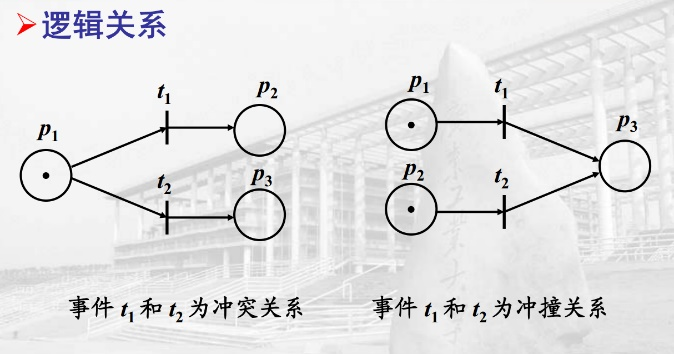 逻辑关系
t1 p2
p1
t2 p3
p1 t1
p3
p2 t2
事件 t1 和 t2 为冲突关系
事件 t1 和 t2 为冲撞关系